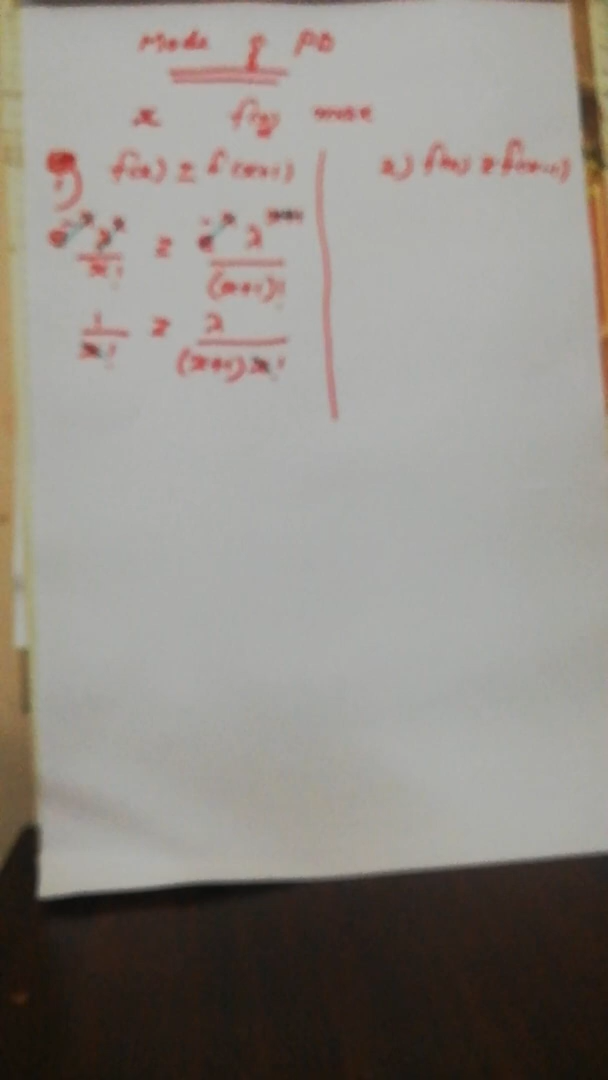 Mode of PD
x f(x) max
1) f(x) ≥ f(x+1)
e^-λ λ^x / x! ≥ e^-λ λ^x+1 / (x+1)!
1 / x! ≥ λ / (x+1) x!
2) f(x) ≥ f(x-1)